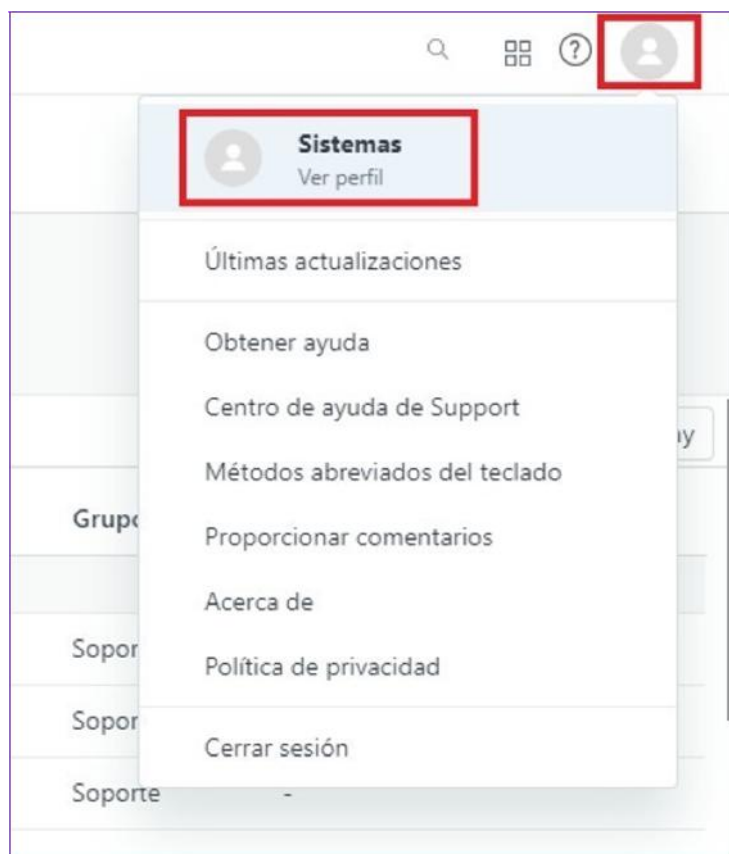 Sistemas
Ver perfil
Últimas actualizaciones
Obtener ayuda
Centro de ayuda de Support
Métodos abreviados del teclado
Proporcionar comentarios
Acerca de
Política de privacidad
Cerrar sesión
Soporte -